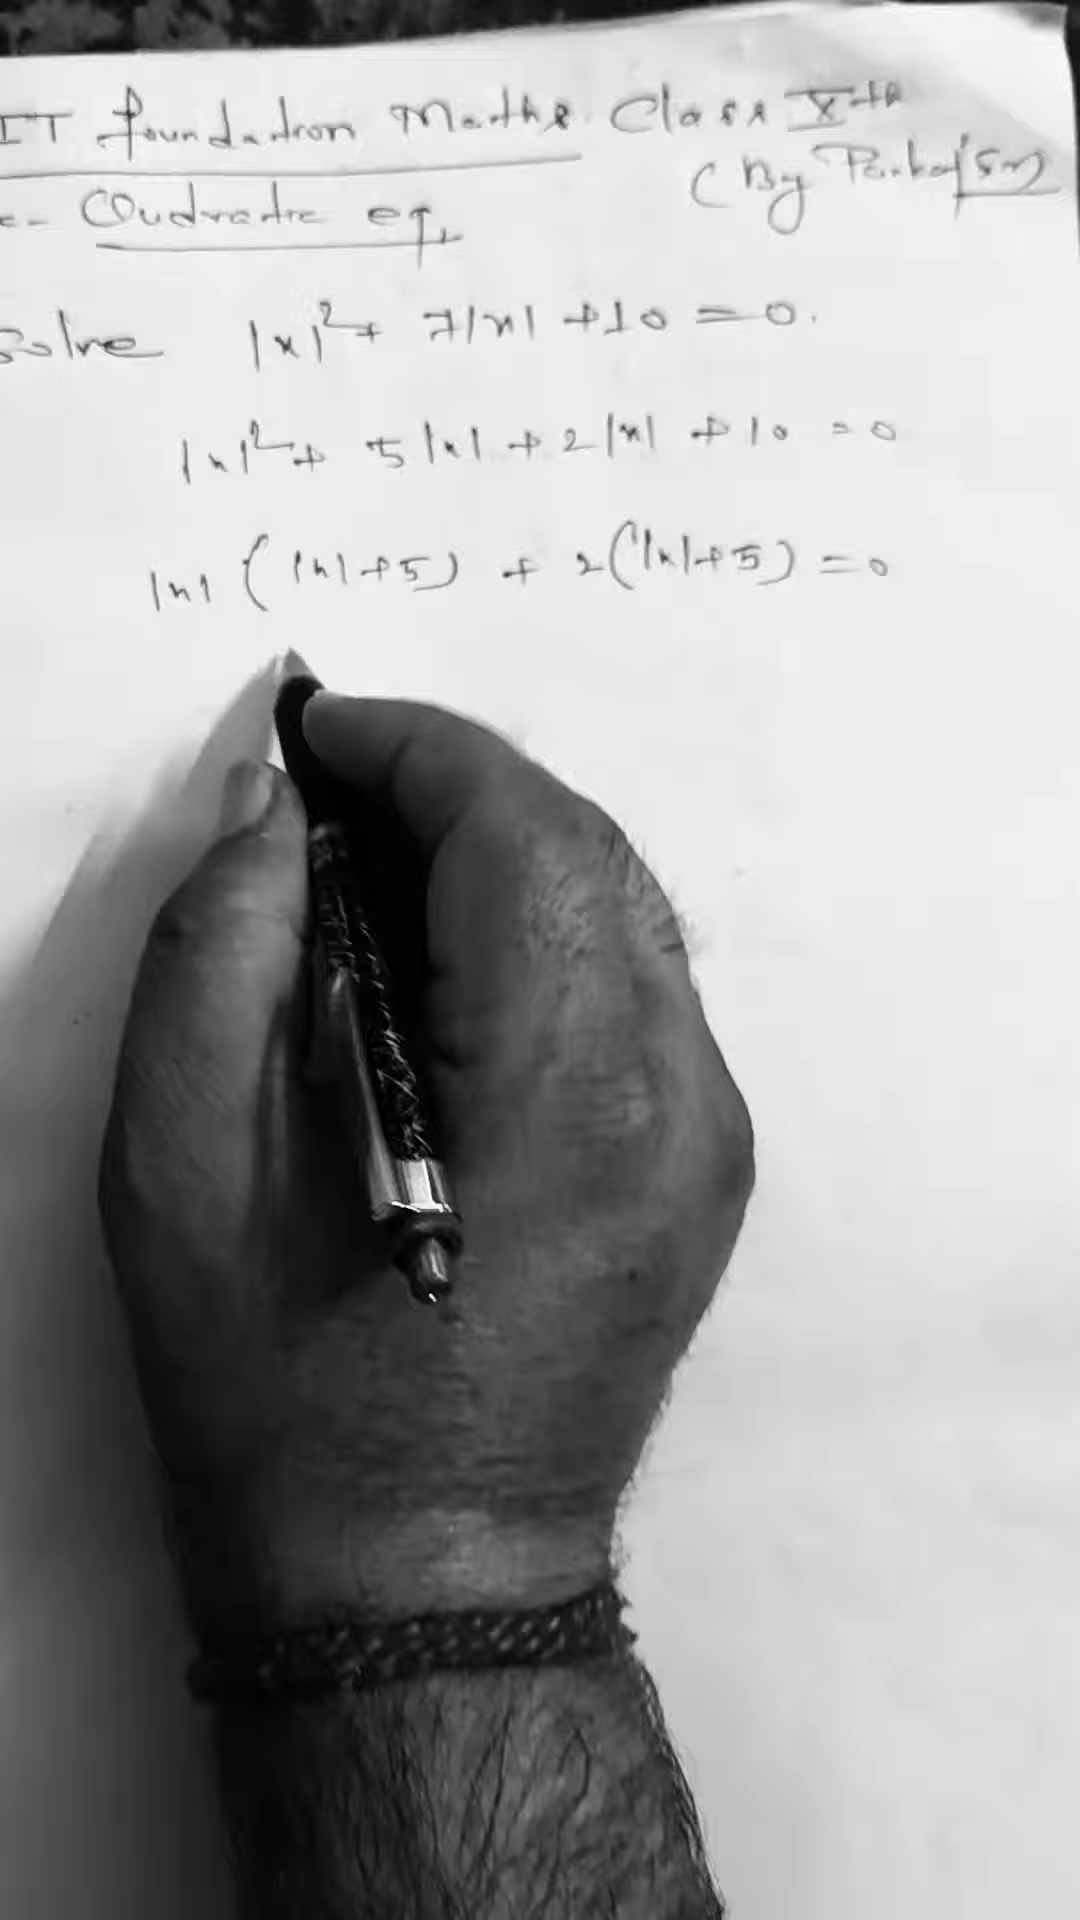 IT foundation Maths Class Xth
(By Pankaj Sir)
Quadratic eq.
Solve |x|² + 7|x| + 10 = 0.
|x|² + 5|x| + 2|x| + 10 = 0
|x| (|x|+5) + 2(|x|+5) = 0